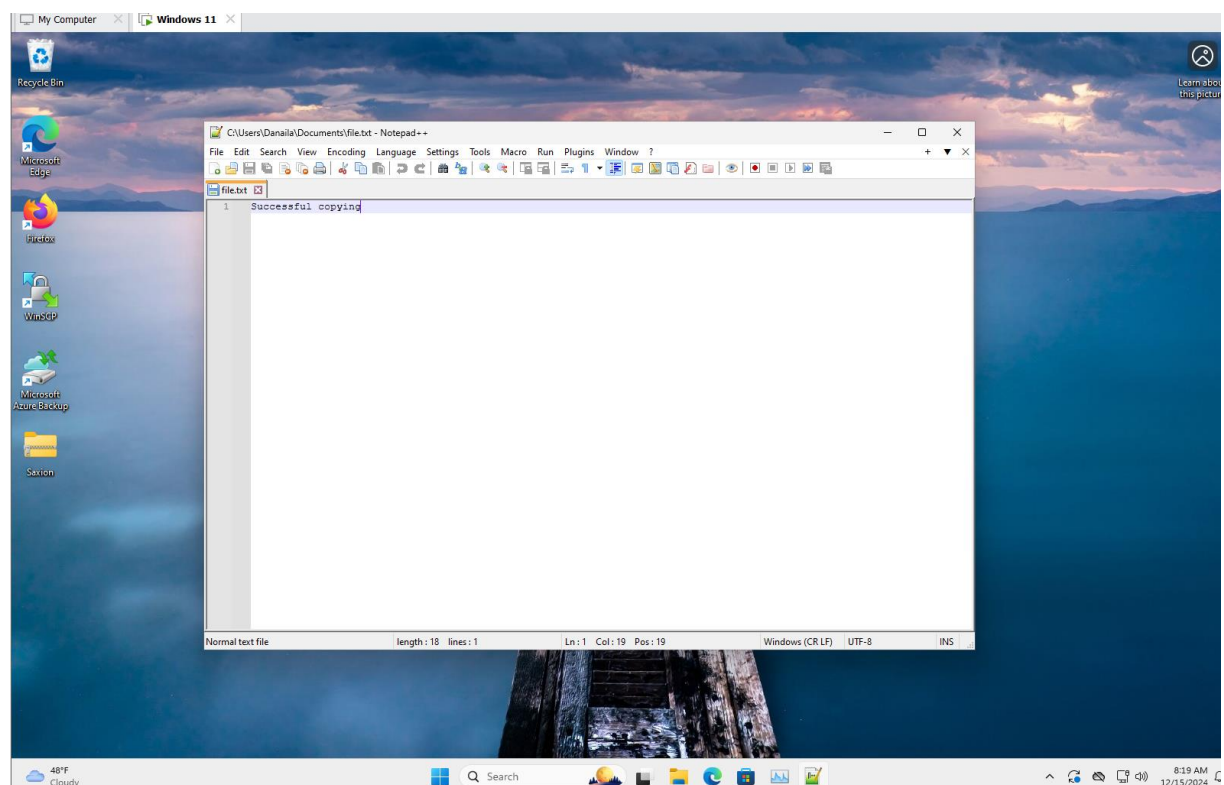 My Computer
Windows 11
Recycle Bin
Learn abou
this pictur
Microsoft
Edge
Firefox
WinSCP
Microsoft
Azure Backup
Saxion
C:\Users\Danaila\Documents\file.txt - Notepad++
File Edit Search View Encoding Language Settings Tools Macro Run Plugins Window ?
file.txt
1 Successful copying
Normal text file length : 18 lines : 1 Ln : 1 Col : 19 Pos : 19 Windows (CR LF) UTF-8 INS
48°F
Cloudy
Search
8:19 AM
12/15/2024